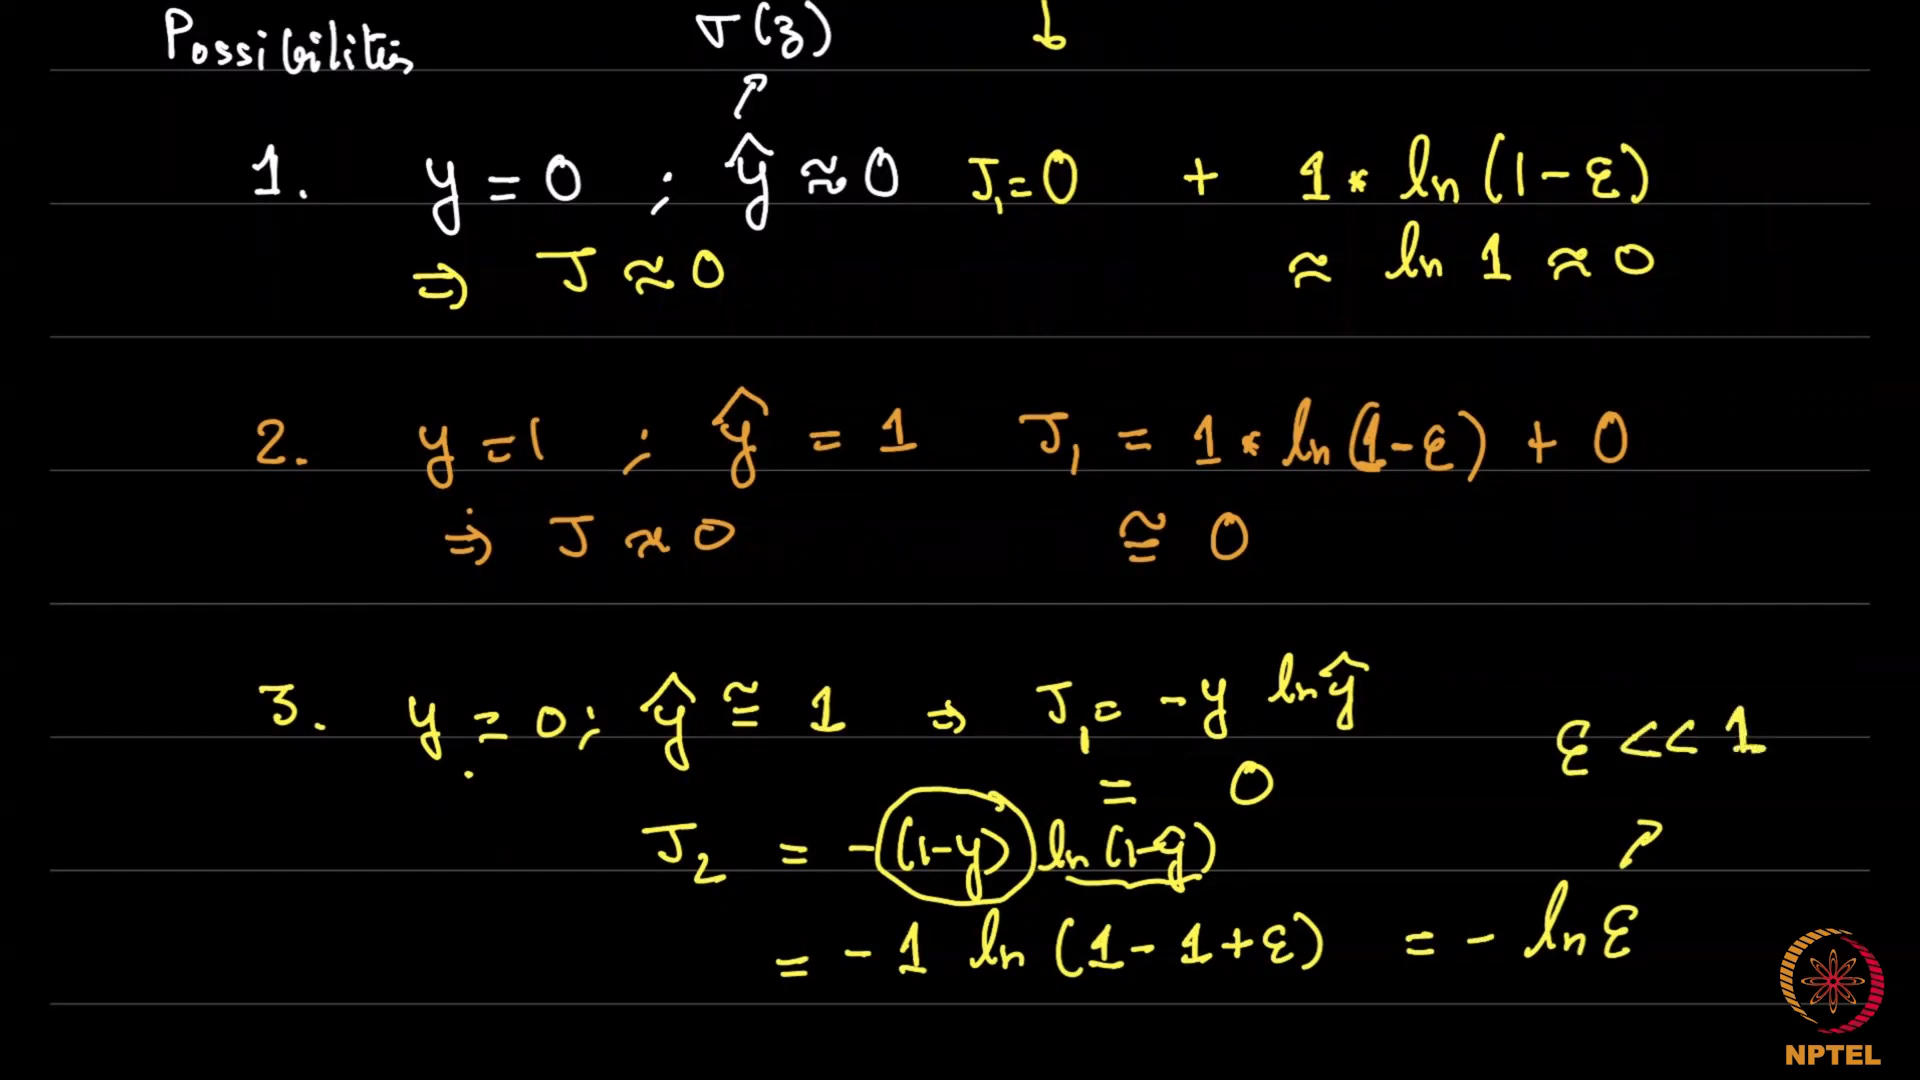 Possibilities σ(z) ↓
↗
1. y = 0 ; ŷ ≈ 0 J₁ = 0 + 1 * ln (1-ε)
⇒ J ≈ 0 ≈ ln 1 ≈ 0
2. y = 1 ; ŷ = 1 J₁ = 1 * ln (1-ε) + 0
⇒ J ≈ 0 ≅ 0
3. y = 0 ; ŷ ≅ 1 ⇒ J₁ = -y ln ŷ
ε << 1
= 0
J₂ = -(1-y) ln (1-ŷ) ↗
= -1 ln (1-1+ε) = - ln ε
NPTEL